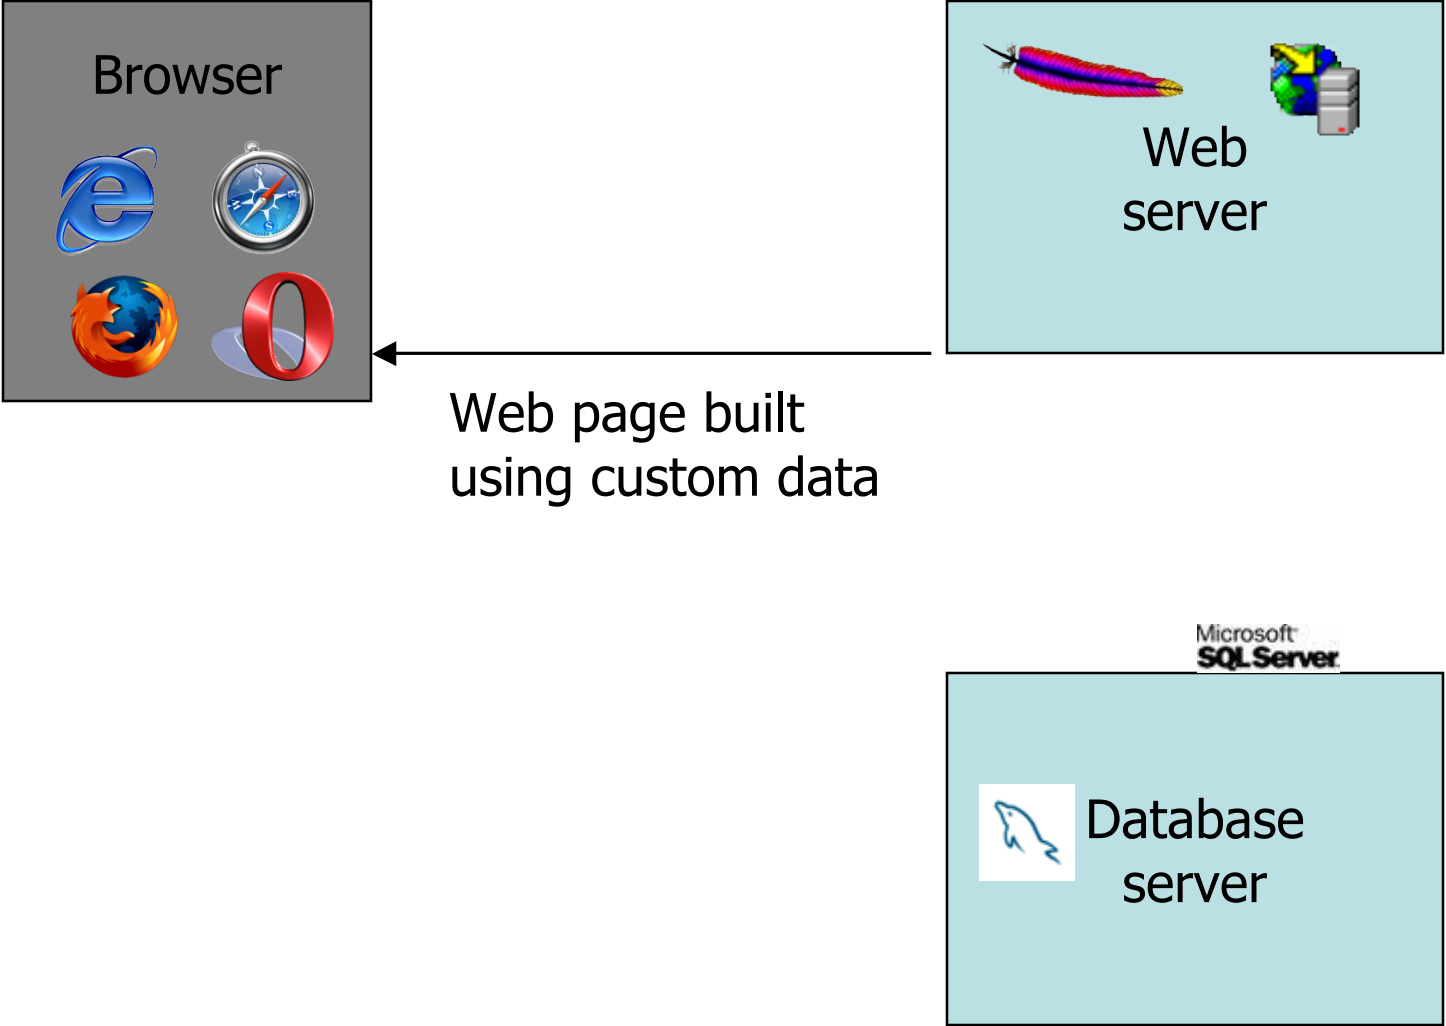 Browser
Web
server
Web page built
using custom data
Microsoft
SQL Server
Database
server